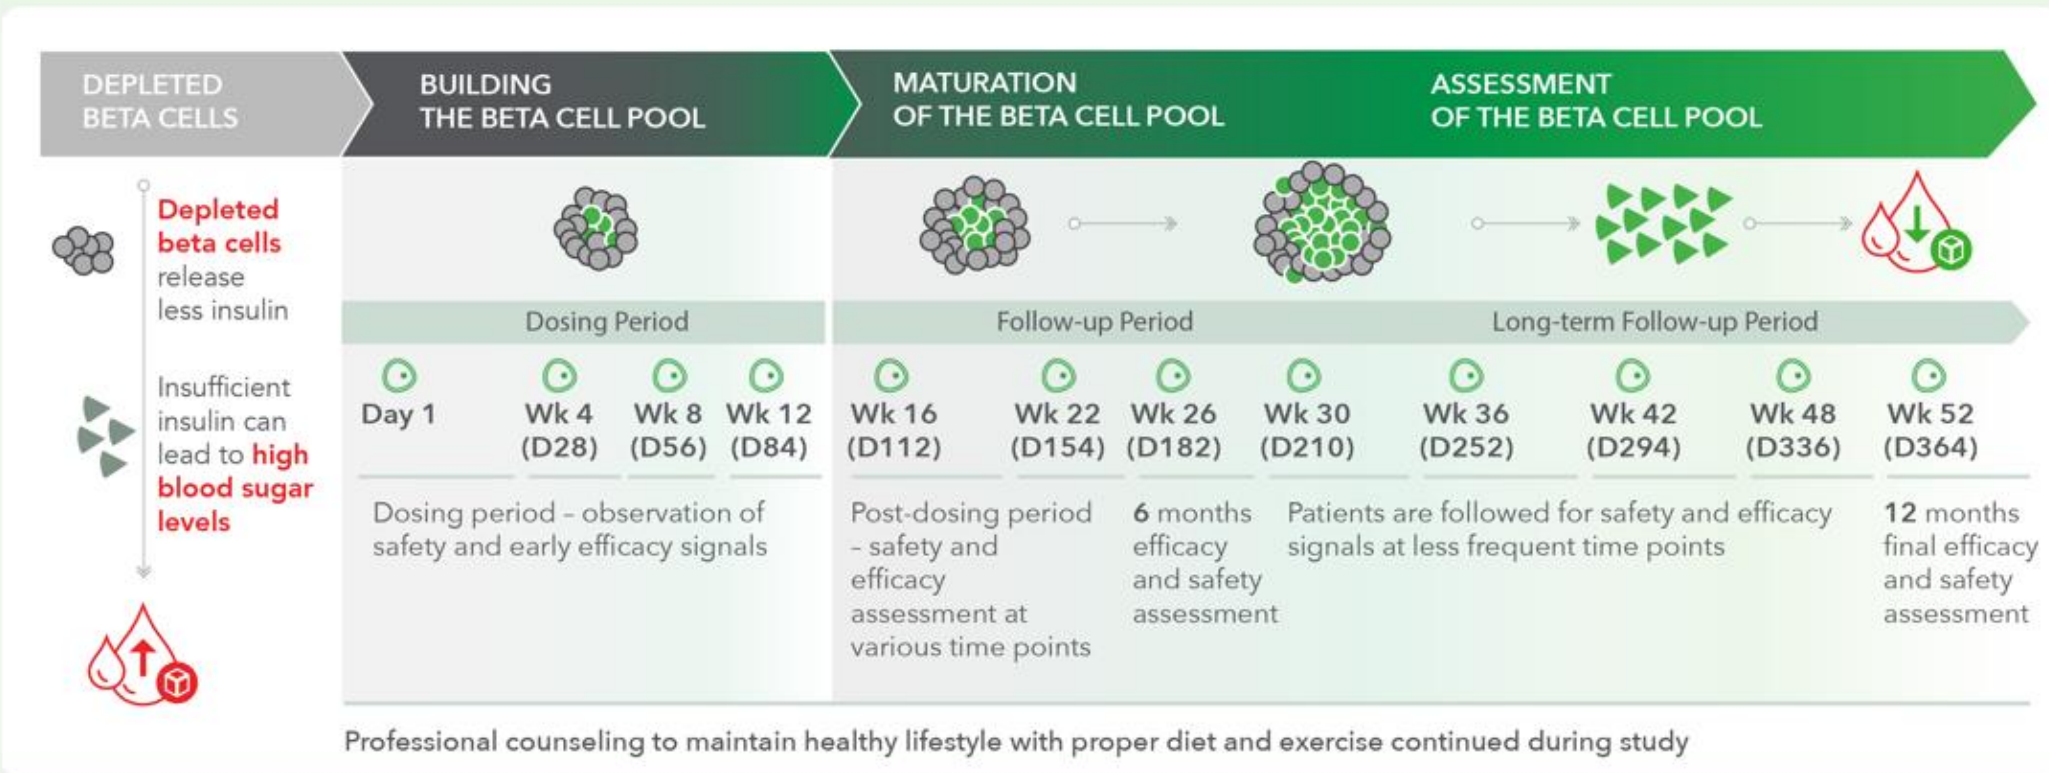 DEPLETED
BETA CELLS
BUILDING
THE BETA CELL POOL
MATURATION
OF THE BETA CELL POOL
ASSESSMENT
OF THE BETA CELL POOL
Depleted
beta cells
release
less insulin
Insufficient
insulin can
lead to high
blood sugar
levels
Dosing Period
Follow-up Period
Long-term Follow-up Period
Day 1
Wk 4
(D28)
Wk 8
(D56)
Wk 12
(D84)
Wk 16
(D112)
Wk 22
(D154)
Wk 26
(D182)
Wk 30
(D210)
Wk 36
(D252)
Wk 42
(D294)
Wk 48
(D336)
Wk 52
(D364)
Dosing period – observation of
safety and early efficacy signals
Post-dosing period
– safety and
efficacy
assessment at
various time points
6 months
efficacy
and safety
assessment
Patients are followed for safety and efficacy
signals at less frequent time points
12 months
final efficacy
and safety
assessment
Professional counseling to maintain healthy lifestyle with proper diet and exercise continued during study